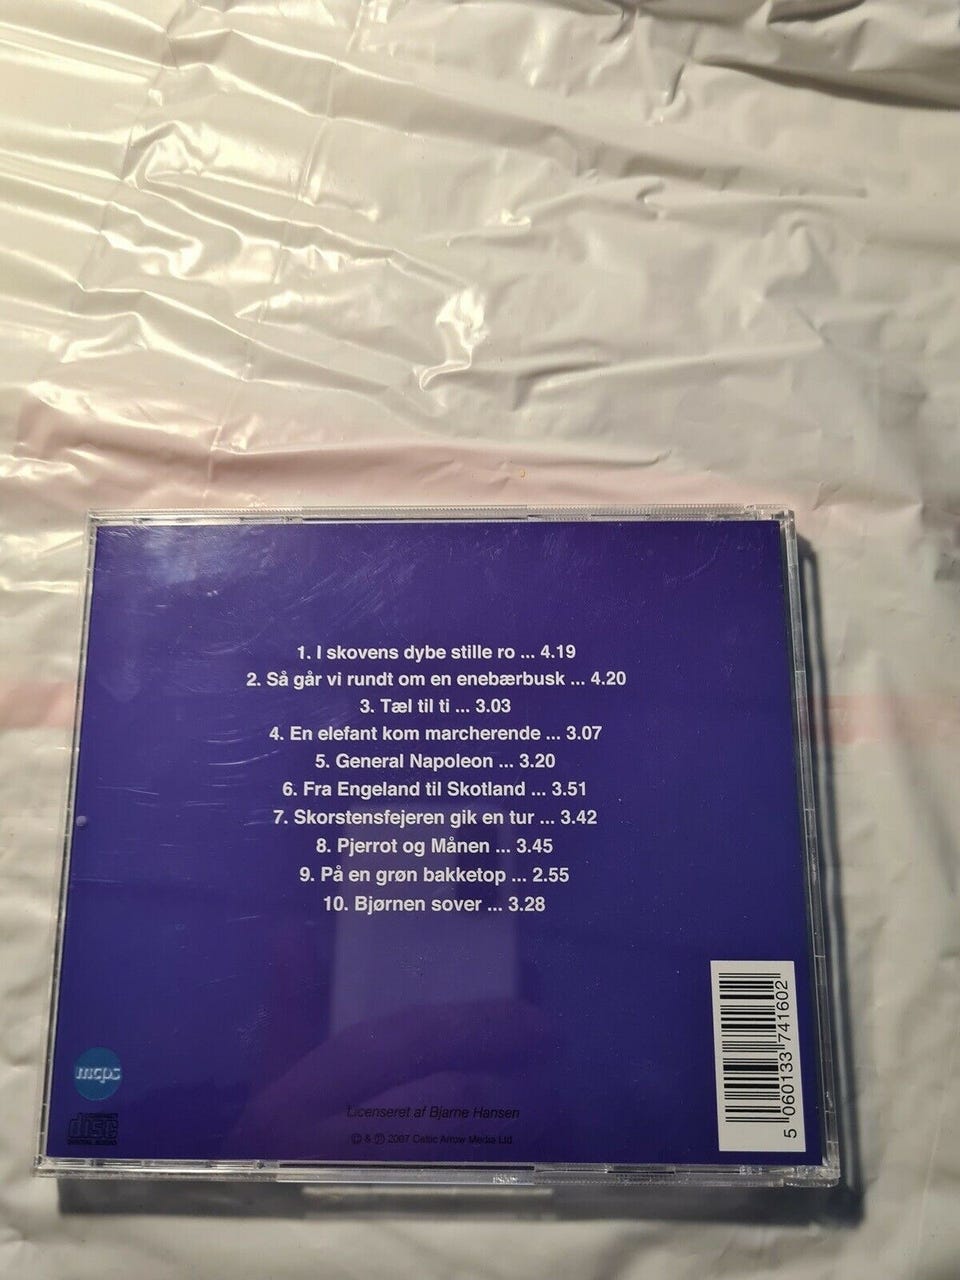 1. I skovens dybe stille ro ... 4.19
2. Så går vi rundt om en enebærbusk ... 4.20
3. Tæl til ti ... 3.03
4. En elefant kom marcherende ... 3.07
5. General Napoleon ... 3.20
6. Fra Engeland til Skotland ... 3.51
7. Skorstensfejeren gik en tur ... 3.42
8. Pjerrot og Månen ... 3.45
9. På en grøn bakketop ... 2.55
10. Bjørnen sover ... 3.28
mcps
disc
DIGITAL AUDIO
Licenseret af Bjarne Hansen
© & ℗ 2007 Celtic Arrow Media Ltd
5 060133 741602